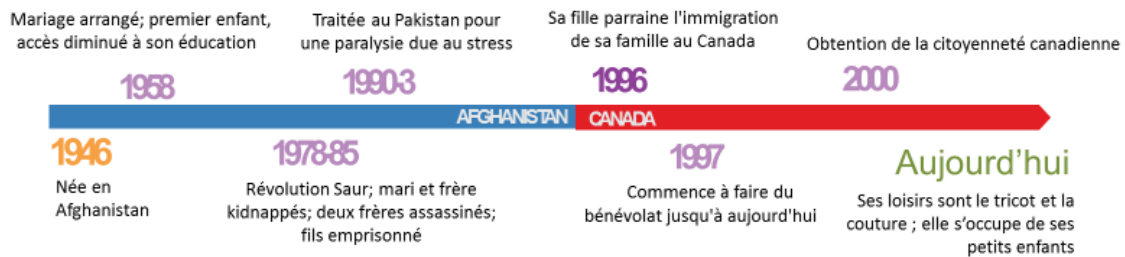 Mariage arrangé; premier enfant,
accès diminué à son éducation
1958
Traitée au Pakistan pour
une paralysie due au stress
1990-3
Sa fille parraine l'immigration
de sa famille au Canada
1996
Obtention de la citoyenneté canadienne
2000
AFGHANISTAN
CANADA
1946
Née en
Afghanistan
1978-85
Révolution Saur; mari et frère
kidnappés; deux frères assassinés;
fils emprisonné
1997
Commence à faire du
bénévolat jusqu'à aujourd'hui
Aujourd’hui
Ses loisirs sont le tricot et la
couture ; elle s’occupe de ses
petits enfants